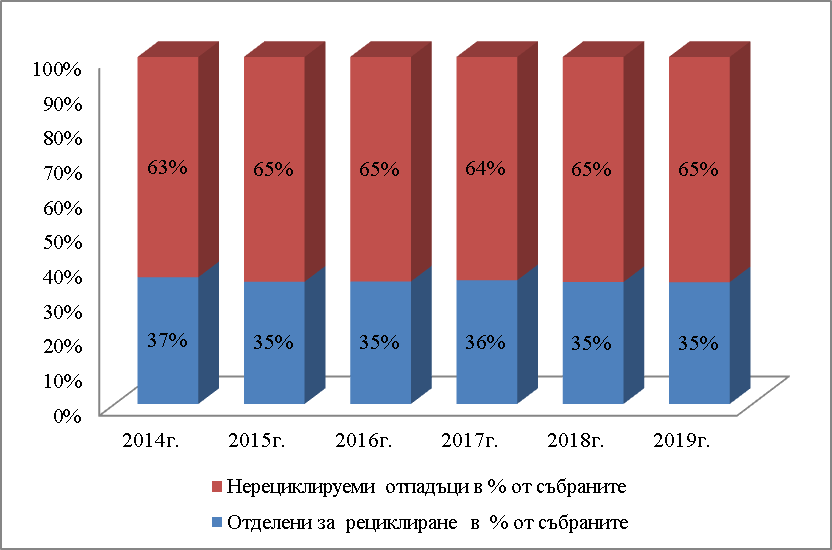 100%
90%
80%
70%
60%
50%
40%
30%
20%
10%
0%
63% 65% 65% 64% 65% 65%
37% 35% 35% 36% 35% 35%
2014г. 2015г. 2016г. 2017г. 2018г. 2019г.
Нерециклируеми отпадъци в % от събраните
Отделени за рециклиране в % от събраните